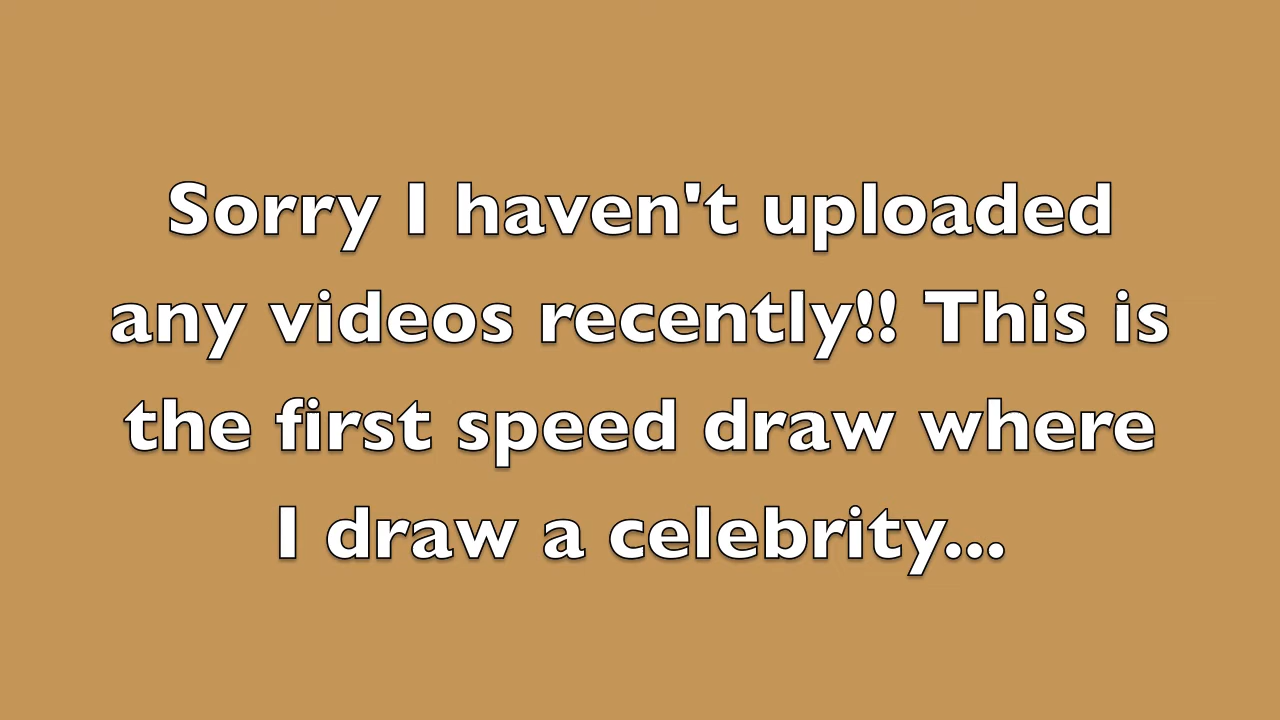 Sorry I haven't uploaded
any videos recently!! This is
the first speed draw where
I draw a celebrity...